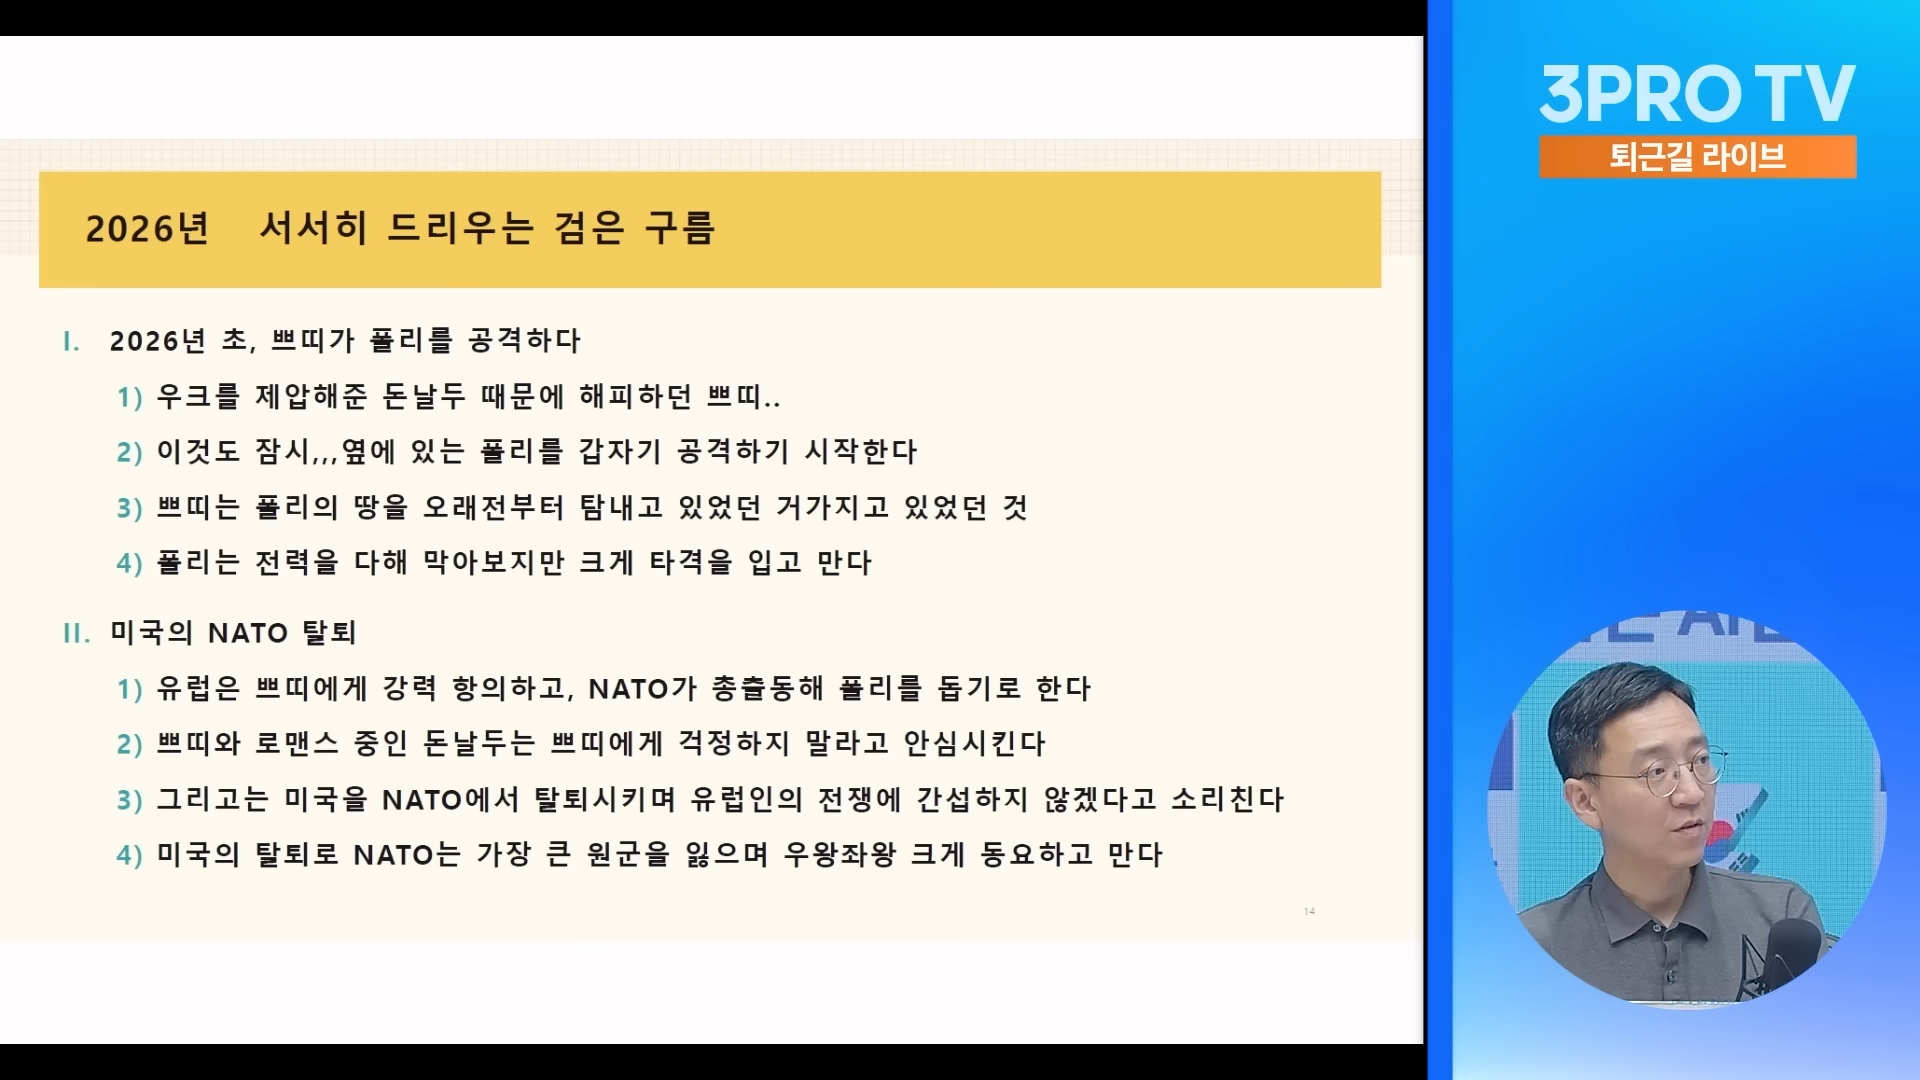 2026년 서서히 드리우는 검은 구름
I. 2026년 초, 쁘띠가 폴리를 공격하다
1) 우크를 제압해준 돈날두 때문에 해피하던 쁘띠..
2) 이것도 잠시,,,옆에 있는 폴리를 갑자기 공격하기 시작한다
3) 쁘띠는 폴리의 땅을 오래전부터 탐내고 있었던 거가지고 있었던 것
4) 폴리는 전력을 다해 막아보지만 크게 타격을 입고 만다
II. 미국의 NATO 탈퇴
1) 유럽은 쁘띠에게 강력 항의하고, NATO가 총출동해 폴리를 돕기로 한다
2) 쁘띠와 로맨스 중인 돈날두는 쁘띠에게 걱정하지 말라고 안심시킨다
3) 그리고는 미국을 NATO에서 탈퇴시키며 유럽인의 전쟁에 간섭하지 않겠다고 소리친다
4) 미국의 탈퇴로 NATO는 가장 큰 원군을 잃으며 우왕좌왕 크게 동요하고 만다
14
3PRO TV
퇴근길 라이브